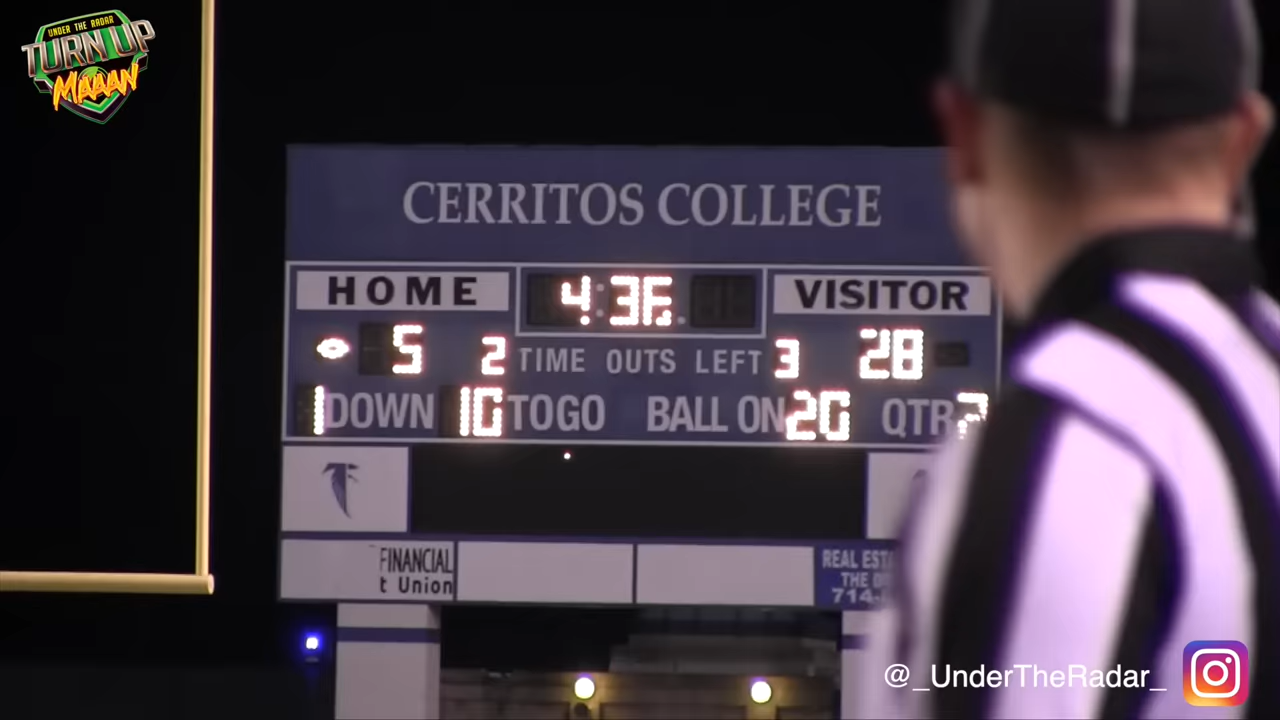 UNDER THE RADAR
TURN UP
MAAAN
CERRITOS COLLEGE
HOME
4:36
VISITOR
5 2 TIME OUTS LEFT 3 28
1 DOWN 10 TO GO BALL ON 20 QTR
FINANCIAL
t Union
REAL EST
THE
714-
@_UnderTheRadar_